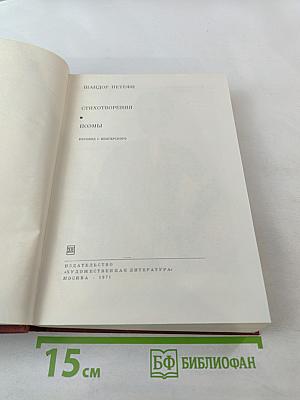 ШАНДОР ПЕТЕФИ
СТИХОТВОРЕНИЯ
•
ПОЭМЫ
ПЕРЕВОД С ВЕНГЕРСКОГО
ИЗДАТЕЛЬСТВО
«ХУДОЖЕСТВЕННАЯ ЛИТЕРАТУРА»
МОСКВА · 1971
15 см
БФ БИБЛИОФАН